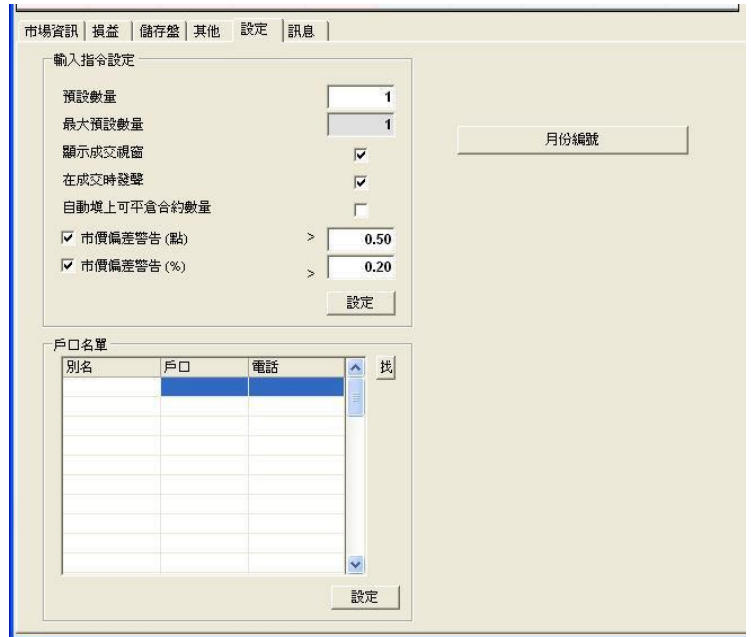 市場資訊 損益 儲存盤 其他 設定 訊息
輸入指令設定
預設數量 1
最大預設數量 1
月份編號
顯示成交視窗
在成交時發聲
自動塡上可平倉合約數量
市價偏差警告 (點) > 0.50
市價偏差警告 (%) > 0.20
設定
戶口名單
別名 戶口 電話 找
設定